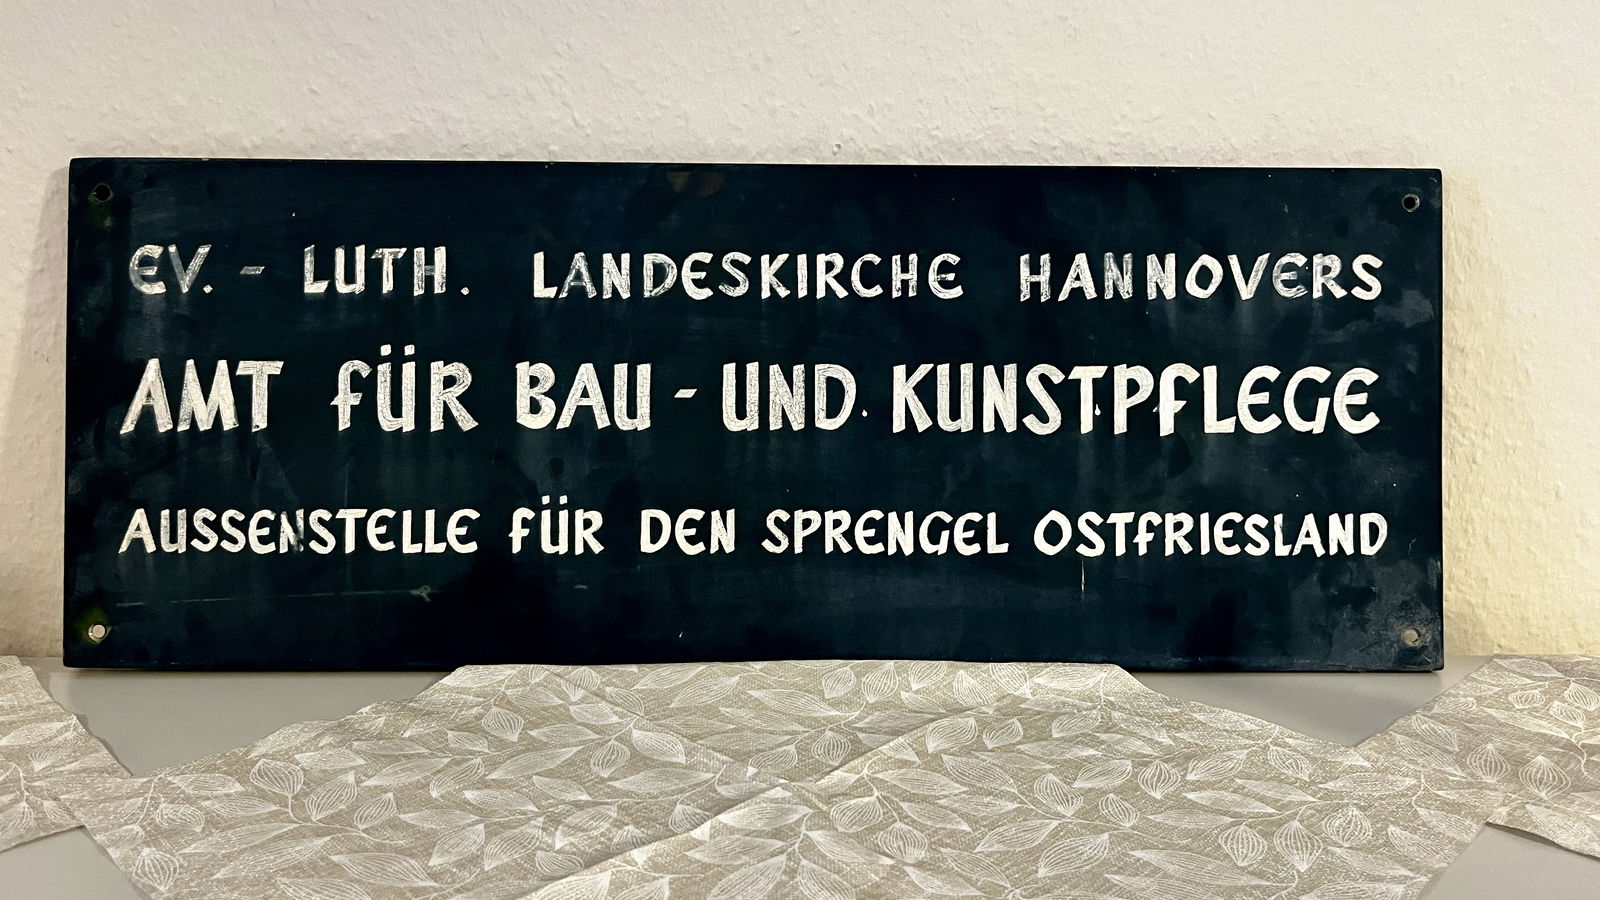 EV. - LUTH. LANDESKIRCHE HANNOVERS
AMT FÜR BAU - UND KUNSTPFLEGE
AUSSENSTELLE FÜR DEN SPRENGEL OSTFRIESLAND